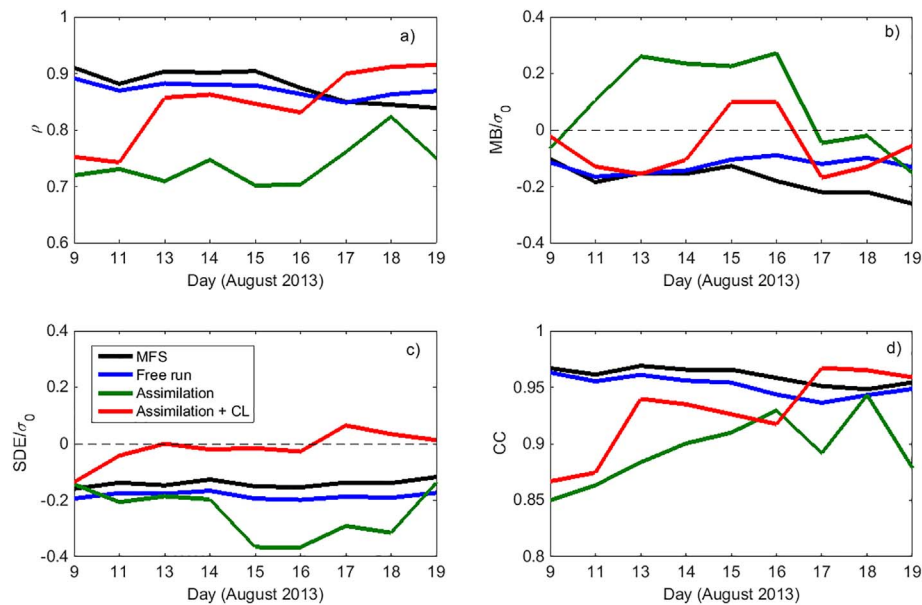 a)
ρ
1
0.9
0.8
0.7
0.6
9 11 13 14 15 16 17 18 19
Day (August 2013)
b)
MB/σ0
0.4
0.2
0
-0.2
-0.4
9 11 13 14 15 16 17 18 19
Day (August 2013)
c)
SDE/σ0
0.4
0.2
0
-0.2
-0.4
MFS
Free run
Assimilation
Assimilation + CL
9 11 13 14 15 16 17 18 19
Day (August 2013)
d)
CC
1
0.95
0.9
0.85
0.8
9 11 13 14 15 16 17 18 19
Day (August 2013)